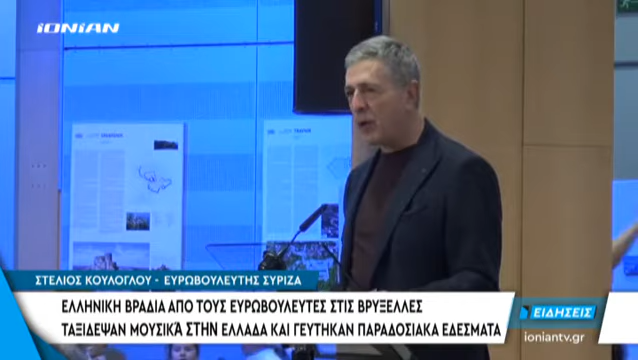 iONiAN
ΣΤΕΛΙΟΣ ΚΟΥΛΟΓΛΟΥ - ΕΥΡΩΒΟΥΛΕΥΤΗΣ ΣΥΡΙΖΑ
ΕΛΛΗΝΙΚΗ ΒΡΑΔΙΑ ΑΠΟ ΤΟΥΣ ΕΥΡΩΒΟΥΛΕΥΤΕΣ ΣΤΙΣ ΒΡΥΞΕΛΛΕΣ
ΤΑΞΙΔΕΨΑΝ ΜΟΥΣΙΚΆ ΣΤΗΝ ΕΛΛΑΔΑ ΚΑΙ ΓΕΥΤΗΚΑΝ ΠΑΡΑΔΟΣΙΑΚΑ ΕΔΕΣΜΑΤΑ
ΕΙΔΗΣΕΙΣ
ioniantv.gr